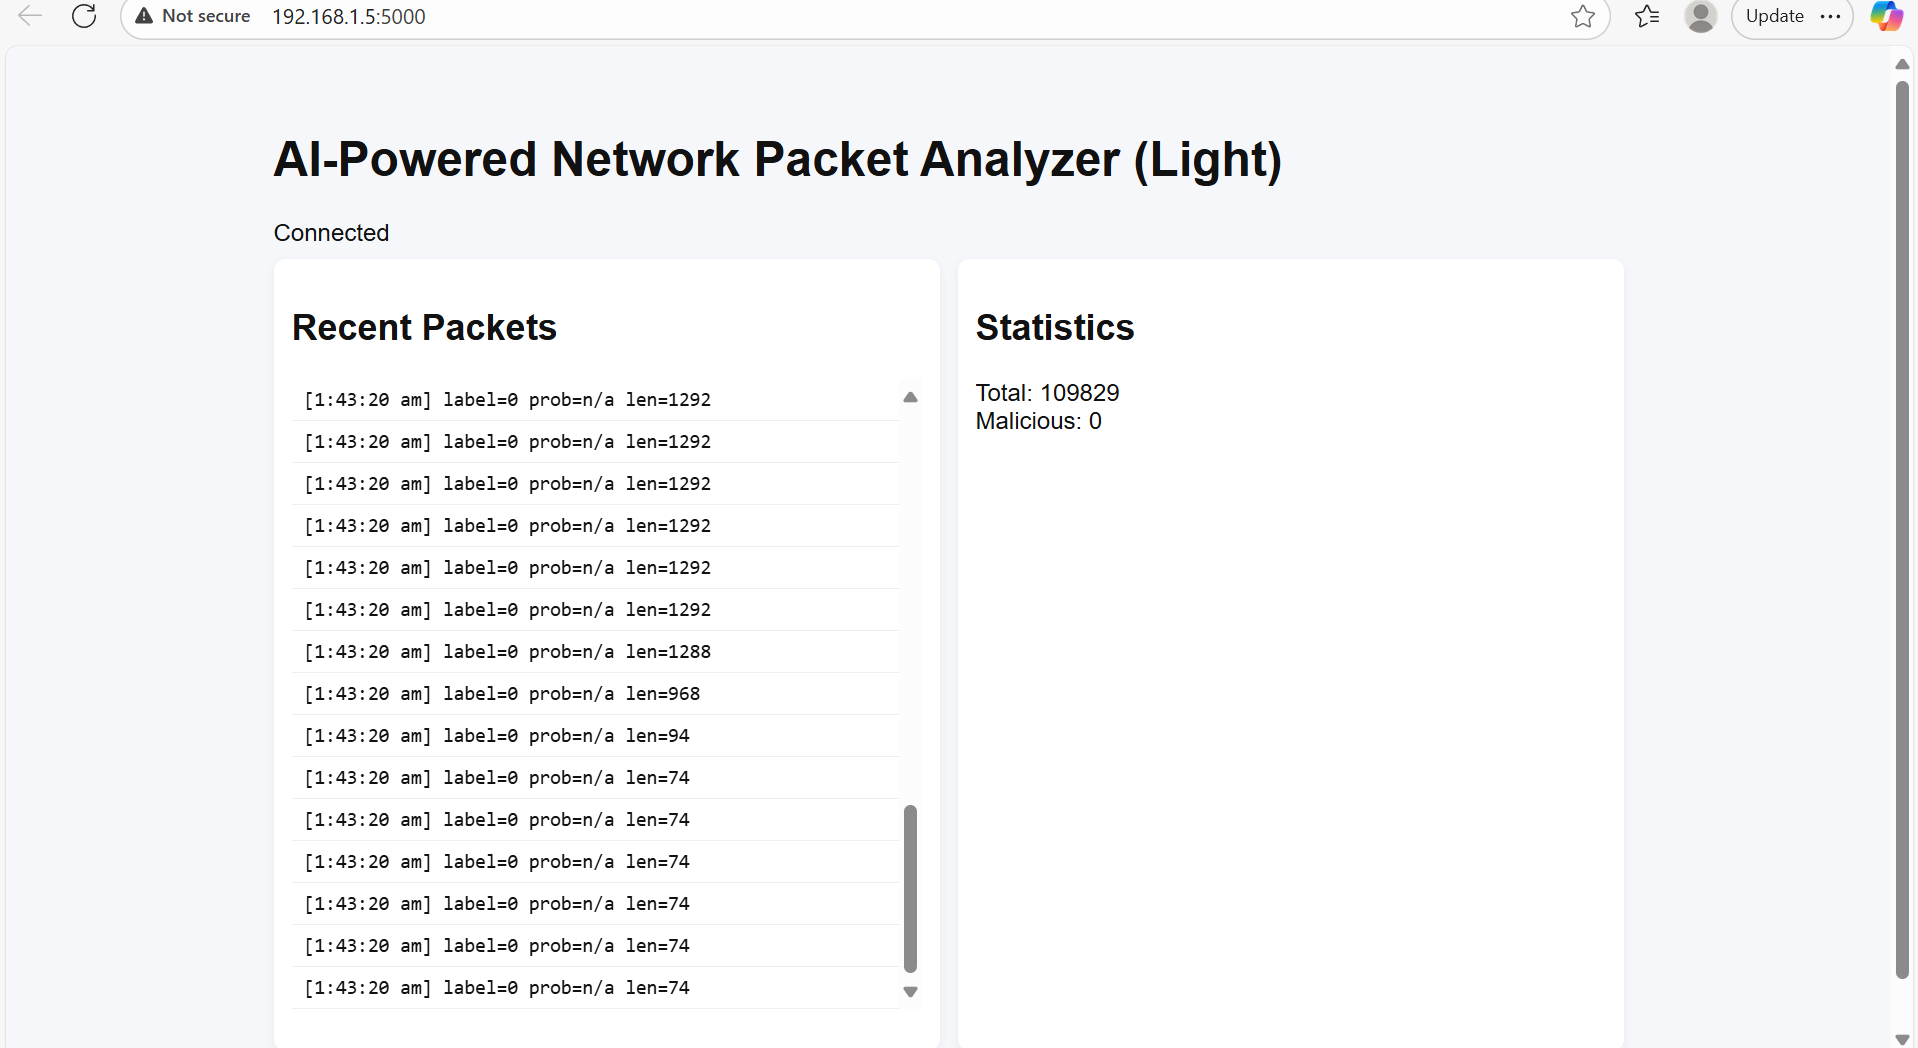 Not secure 192.168.1.5:5000 Update
AI-Powered Network Packet Analyzer (Light)
Connected
Recent Packets
[1:43:20 am] label=0 prob=n/a len=1292
[1:43:20 am] label=0 prob=n/a len=1292
[1:43:20 am] label=0 prob=n/a len=1292
[1:43:20 am] label=0 prob=n/a len=1292
[1:43:20 am] label=0 prob=n/a len=1292
[1:43:20 am] label=0 prob=n/a len=1292
[1:43:20 am] label=0 prob=n/a len=1288
[1:43:20 am] label=0 prob=n/a len=968
[1:43:20 am] label=0 prob=n/a len=94
[1:43:20 am] label=0 prob=n/a len=74
[1:43:20 am] label=0 prob=n/a len=74
[1:43:20 am] label=0 prob=n/a len=74
[1:43:20 am] label=0 prob=n/a len=74
[1:43:20 am] label=0 prob=n/a len=74
[1:43:20 am] label=0 prob=n/a len=74
Statistics
Total: 109829
Malicious: 0